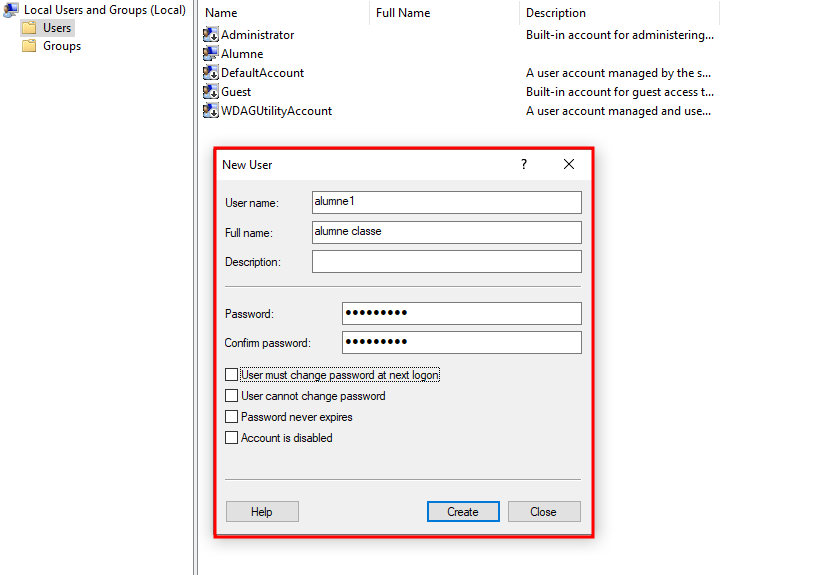 Local Users and Groups (Local)
Users
Groups
Name Full Name Description
Administrator Built-in account for administering...
Alumne
DefaultAccount A user account managed by the s...
Guest Built-in account for guest access t...
WDAGUtilityAccount A user account managed and use...
New User ?
User name: alumne1
Full name: alumne classe
Description:
Password: •••••••••
Confirm password: •••••••••
User must change password at next logon
User cannot change password
Password never expires
Account is disabled
Help Create Close